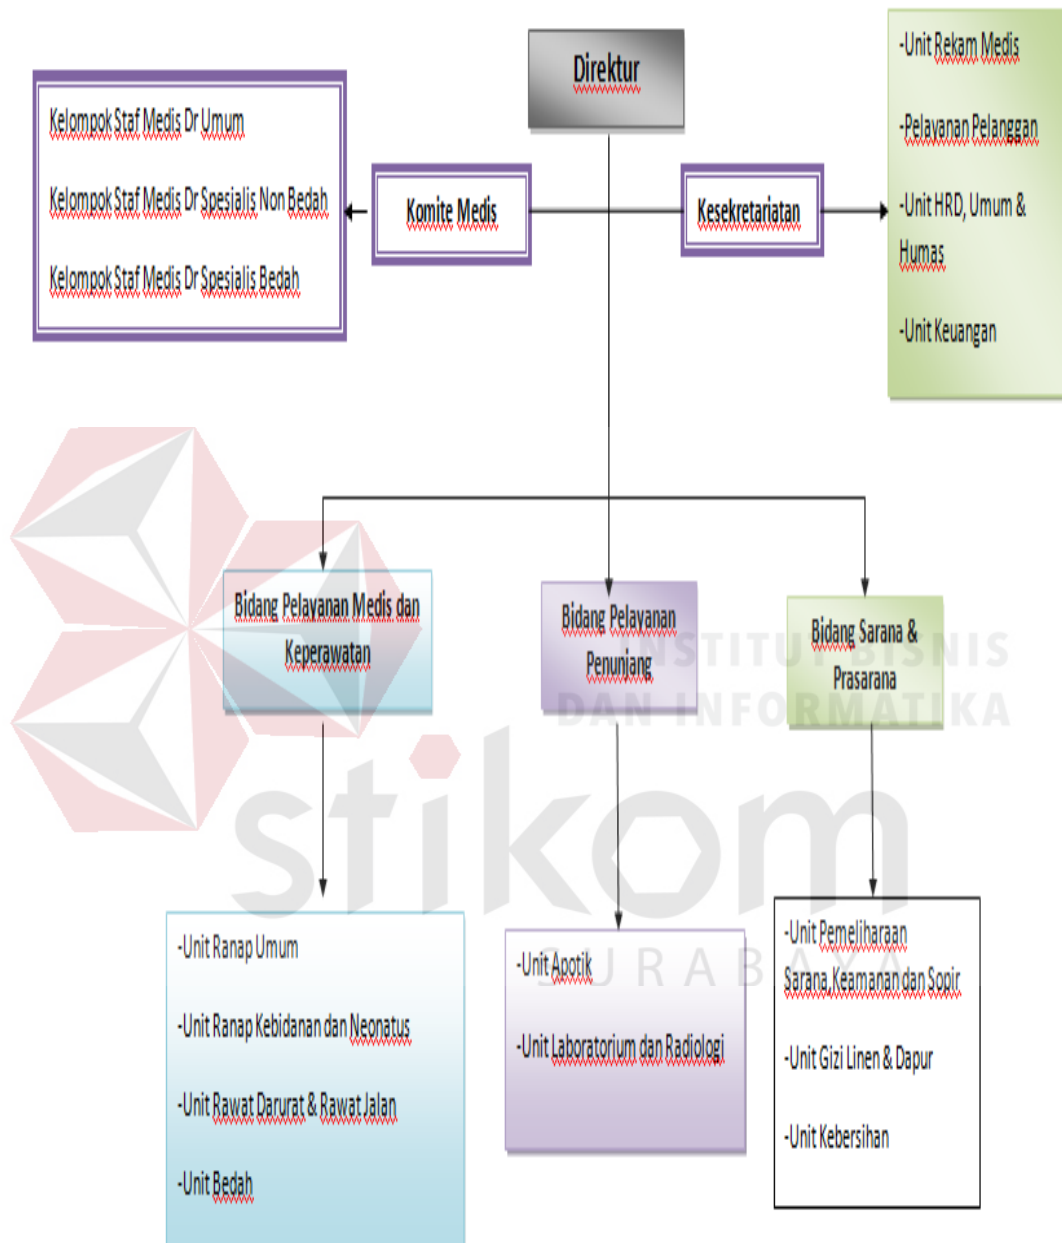 Direktur
Kelompok Staf Medis Dr Umum
Kelompok Staf Medis Dr Spesialis Non Bedah
Kelompok Staf Medis Dr Spesialis Bedah
Komite Medis
Kesekretariatan
-Unit Rekam Medis
-Pelayanan Pelanggan
-Unit HRD, Umum &
Humas
-Unit Keuangan
Bidang Pelayanan Medis dan
Keperawatan
Bidang Pelayanan
Penunjang
Bidang Sarana &
Prasarana
INSTITUT BISNIS
DAN INFORMATIKA
stikom
SURABAYA
-Unit Ranap Umum
-Unit Ranap Kebidanan dan Neonatus
-Unit Rawat Darurat & Rawat Jalan
-Unit Bedah
-Unit Apotik
-Unit Laboratorium dan Radiologi
-Unit Pemeliharaan
Sarana,Keamanan dan Sopir
-Unit Gizi Linen & Dapur
-Unit Kebersihan